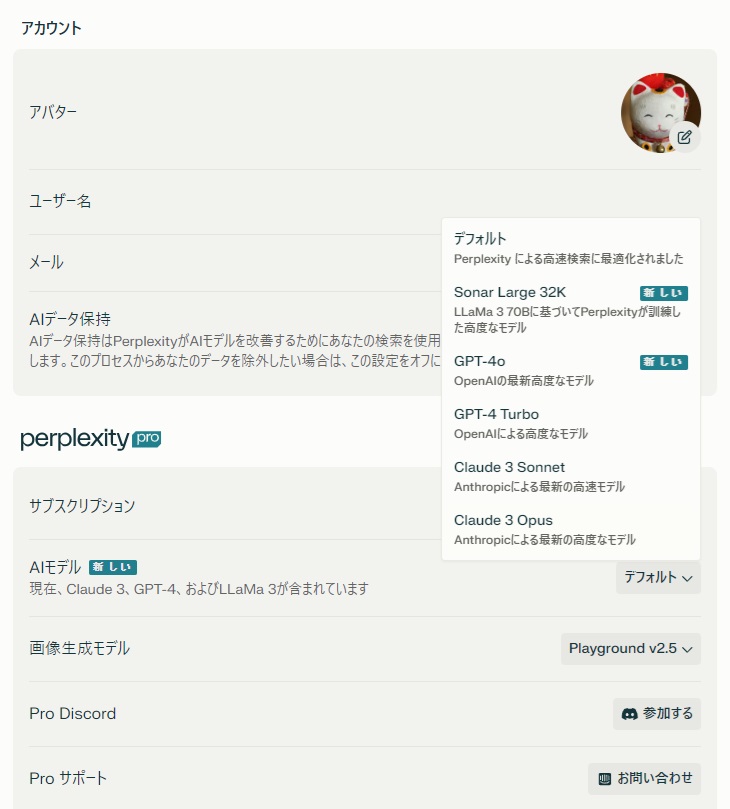 アカウント
アバター
ユーザー名
メール
AIデータ保持
AIデータ保持はPerplexityがAIモデルを改善するためにあなたの検索を使用
します。このプロセスからあなたのデータを除外したい場合は、この設定をオフに
デフォルト
Perplexity による高速検索に最適化されました
Sonar Large 32K 新しい
LLaMa 3 70Bに基づいてPerplexityが訓練し
た高度なモデル
GPT-4o 新しい
OpenAIの最新高度なモデル
GPT-4 Turbo
OpenAIによる高度なモデル
Claude 3 Sonnet
Anthropicによる最新の高速モデル
Claude 3 Opus
Anthropicによる最新の高度なモデル
perplexity pro
サブスクリプション
AIモデル 新しい
現在、Claude 3、GPT-4、およびLLaMa 3が含まれています
デフォルト
画像生成モデル
Playground v2.5
Pro Discord
参加する
Pro サポート
お問い合わせ